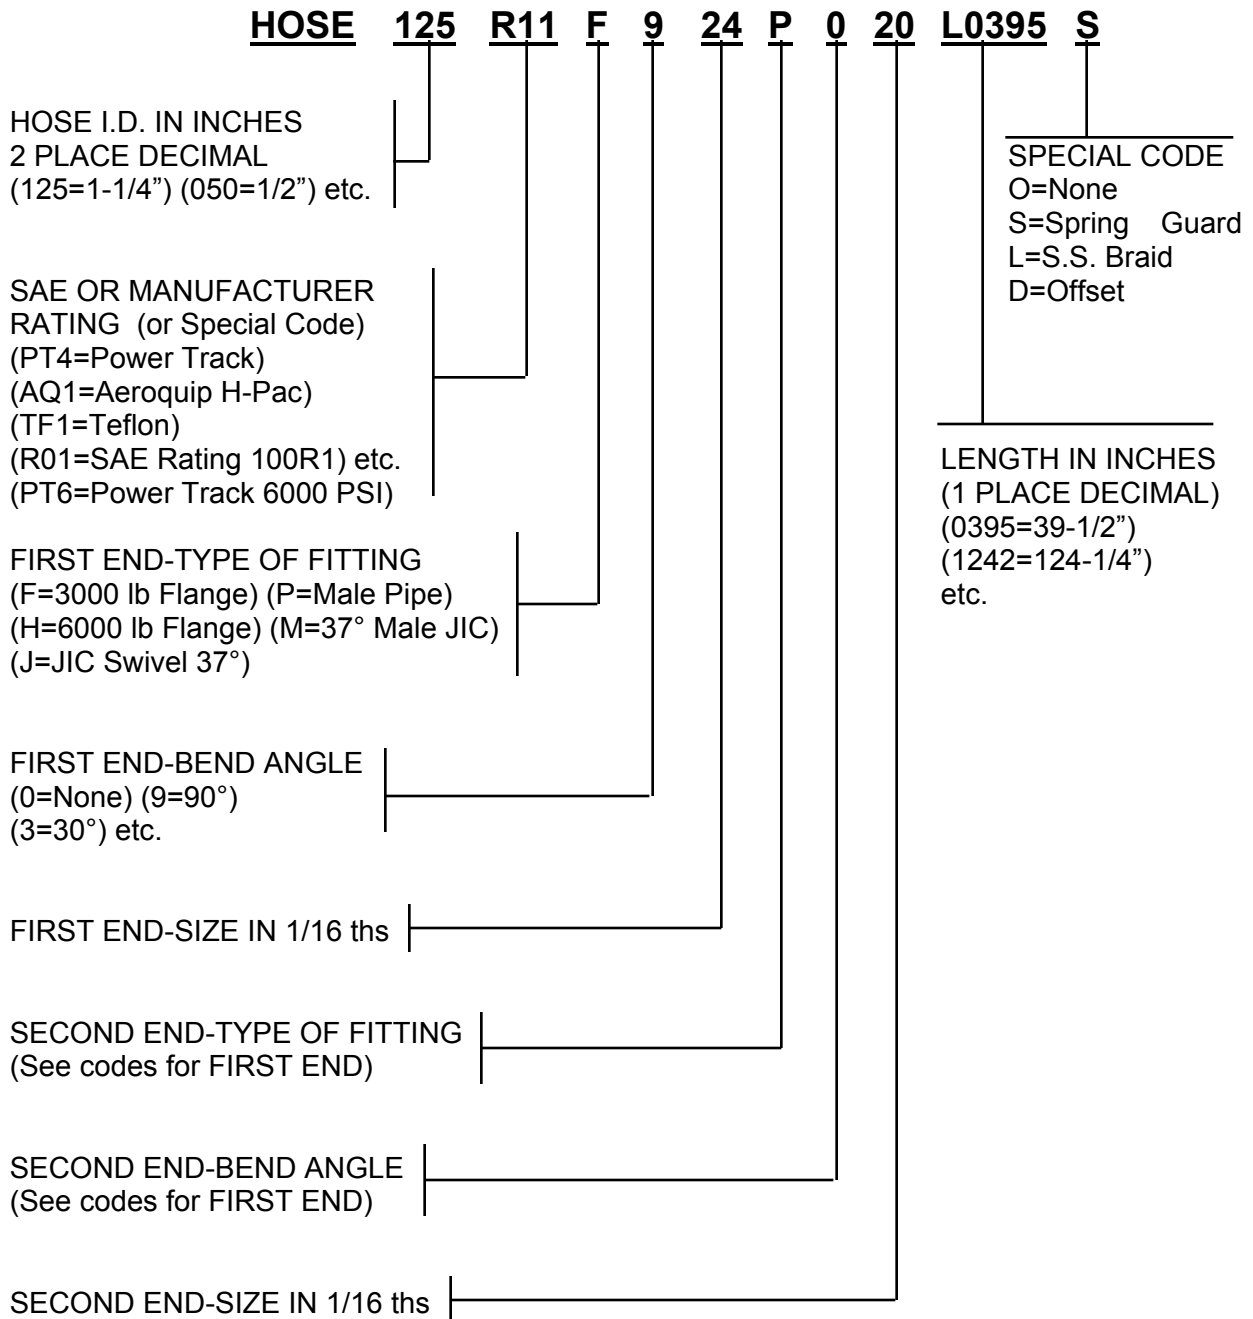 HOSE 125 R11 F 9 24 P 0 20 L0395 S
HOSE I.D. IN INCHES
2 PLACE DECIMAL
(125=1-1/4”) (050=1/2”) etc.
SPECIAL CODE
O=None
S=Spring Guard
L=S.S. Braid
D=Offset
SAE OR MANUFACTURER
RATING (or Special Code)
(PT4=Power Track)
(AQ1=Aeroquip H-Pac)
(TF1=Teflon)
(R01=SAE Rating 100R1) etc.
(PT6=Power Track 6000 PSI)
LENGTH IN INCHES
(1 PLACE DECIMAL)
(0395=39-1/2”)
(1242=124-1/4”)
etc.
FIRST END-TYPE OF FITTING
(F=3000 lb Flange) (P=Male Pipe)
(H=6000 lb Flange) (M=37° Male JIC)
(J=JIC Swivel 37°)
FIRST END-BEND ANGLE
(0=None) (9=90°)
(3=30°) etc.
FIRST END-SIZE IN 1/16 ths
SECOND END-TYPE OF FITTING
(See codes for FIRST END)
SECOND END-BEND ANGLE
(See codes for FIRST END)
SECOND END-SIZE IN 1/16 ths